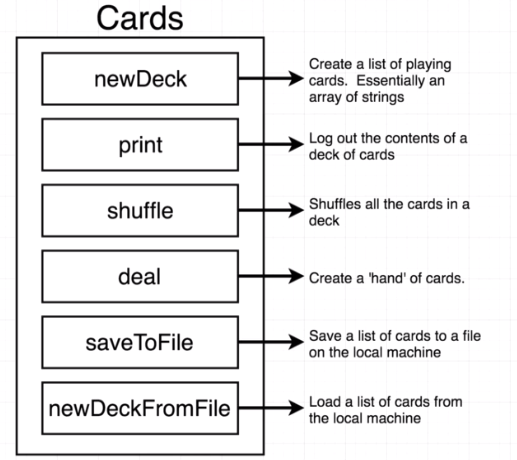 Cards
newDeck
Create a list of playing
cards.  Essentially an
array of strings
print
Log out the contents of a
deck of cards
shuffle
Shuffles all the cards in a
deck
deal
Create a 'hand' of cards.
saveToFile
Save a list of cards to a file
on the local machine
newDeckFromFile
Load a list of cards from
the local machine